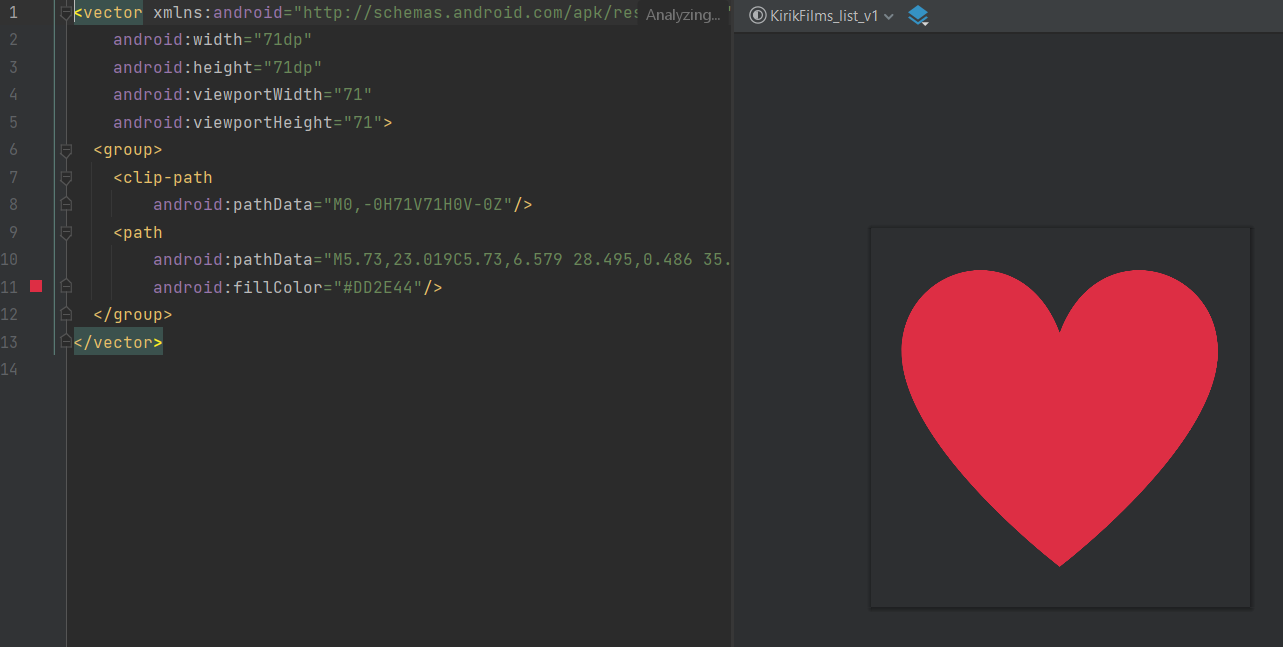 1 <vector xmlns:android="http://schemas.android.com/apk/res Analyzing... "
2 android:width="71dp"
3 android:height="71dp"
4 android:viewportWidth="71"
5 android:viewportHeight="71">
6 <group>
7 <clip-path
8 android:pathData="M0,-0H71V71H0V-0Z"/>
9 <path
10 android:pathData="M5.73,23.019C5.73,6.579 28.495,0.486 35.
11 android:fillColor="#DD2E44"/>
12 </group>
13 </vector>
14
KirikFilms_list_v1